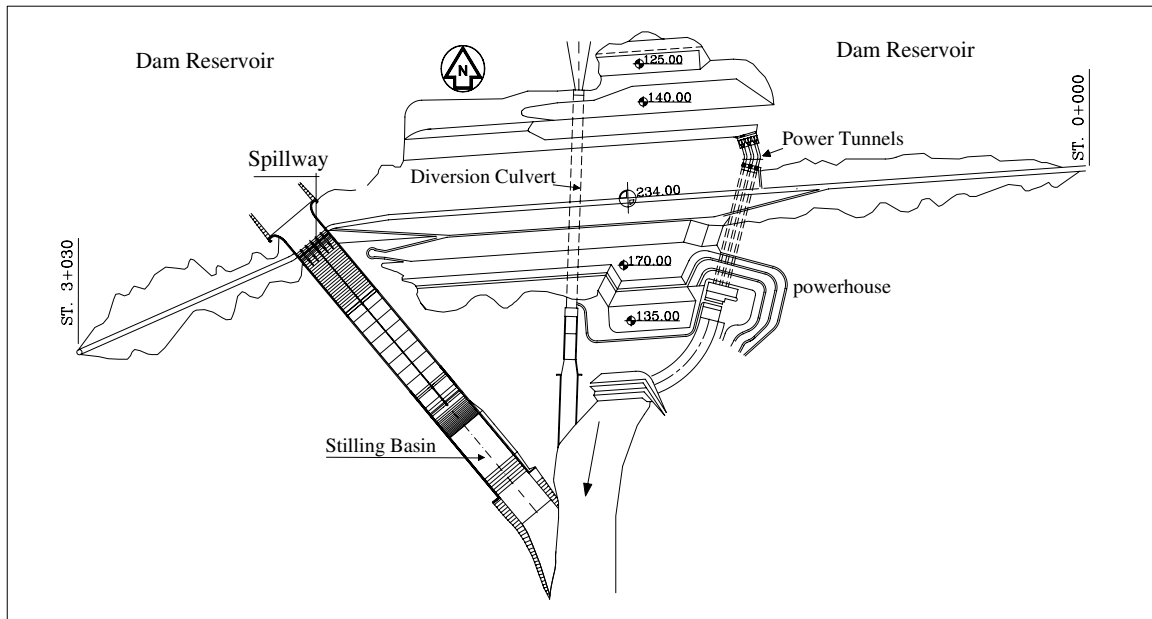 Dam Reservoir
Dam Reservoir
N
125.00
140.00
ST. 0+000
Power Tunnels
Spillway
Diversion Culvert
234.00
ST. 3+030
170.00
powerhouse
135.00
Stilling Basin